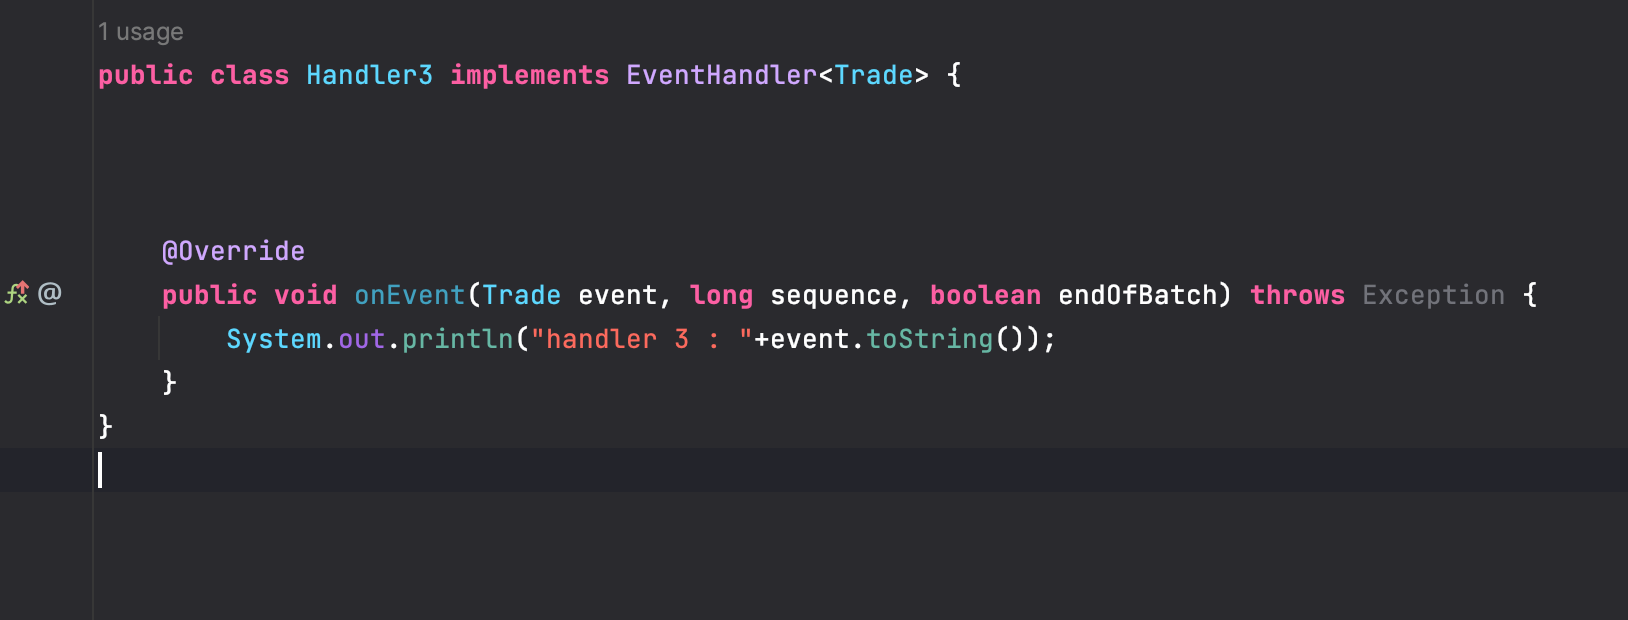 1 usage
public class Handler3 implements EventHandler<Trade> {
@Override
public void onEvent(Trade event, long sequence, boolean endOfBatch) throws Exception {
System.out.println("handler 3 : "+event.toString());
}
}